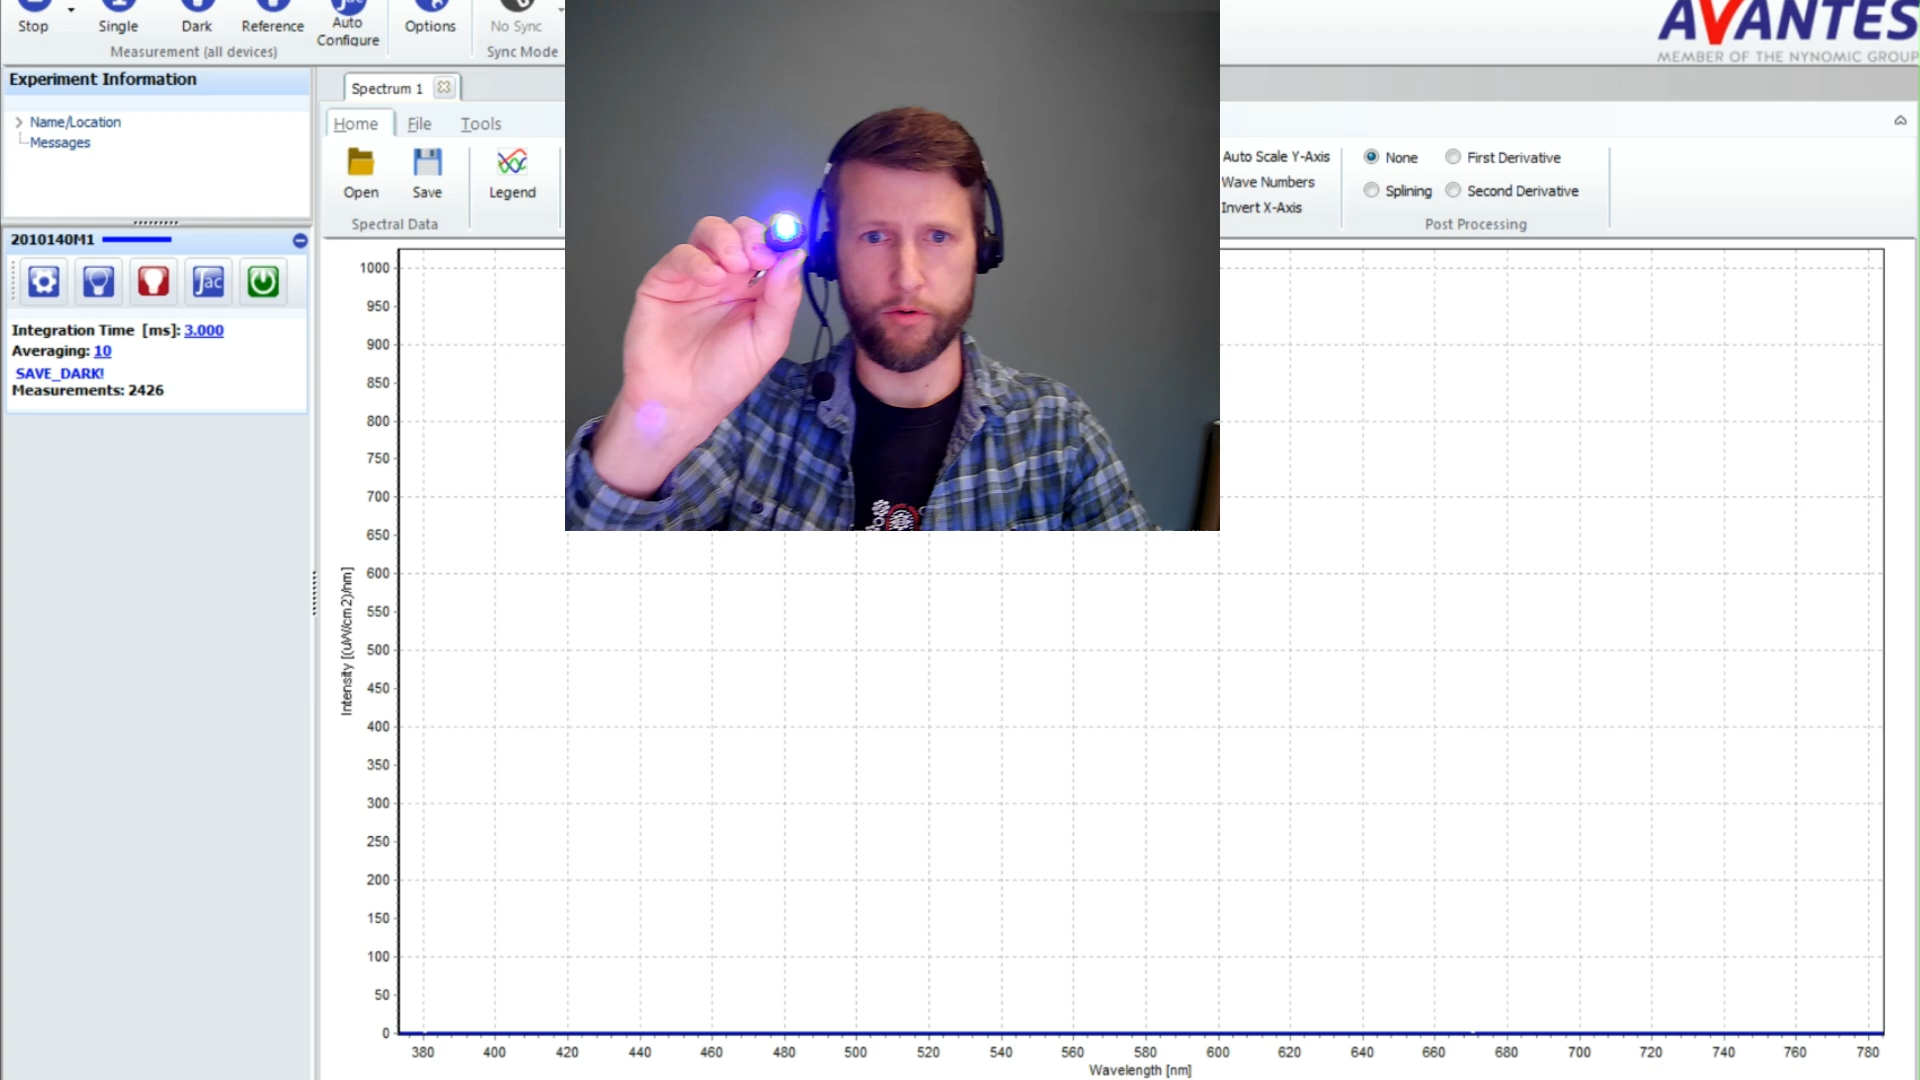 Stop
Single
Dark
Reference
Auto
Configure
Options
No Sync
Measurement (all devices)
Sync Mode
AVANTES
MEMBER OF THE NYNOMIC GROUP
Experiment Information
Name/Location
Messages
Spectrum 1
Home
File
Tools
Open
Save
Legend
Spectral Data
Auto Scale Y-Axis
Wave Numbers
Invert X-Axis
None
First Derivative
Splining
Second Derivative
Post Processing
2010140M1
Jac
Integration Time [ms]: 3.000
Averaging: 10
SAVE_DARK!
Measurements: 2426
1000
950
900
850
800
750
700
650
600
550
500
450
400
350
300
250
200
150
100
50
0
Intensity [(uW/cm2)/nm]
380 400 420 440 460 480 500 520 540 560 580 600 620 640 660 680 700 720 740 760 780
Wavelength [nm]